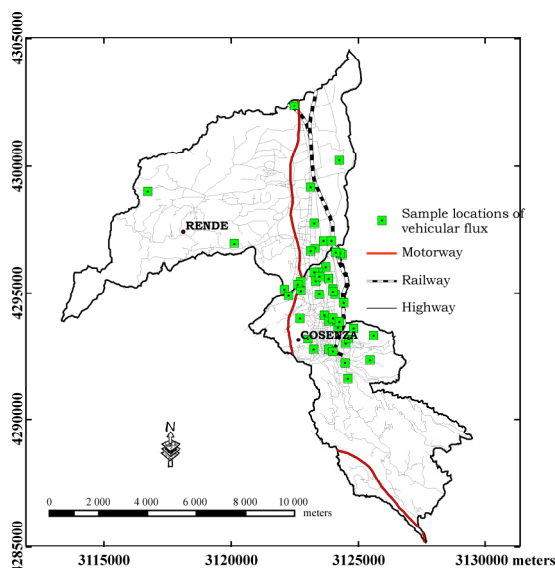 4305000
4300000
4295000
4290000
4285000
RENDE
COSENZA
Sample locations of
vehicular flux
Motorway
Railway
Highway
N
0 2 000 4 000 6 000 8 000 10 000
meters
3115000 3120000 3125000 3130000 meters